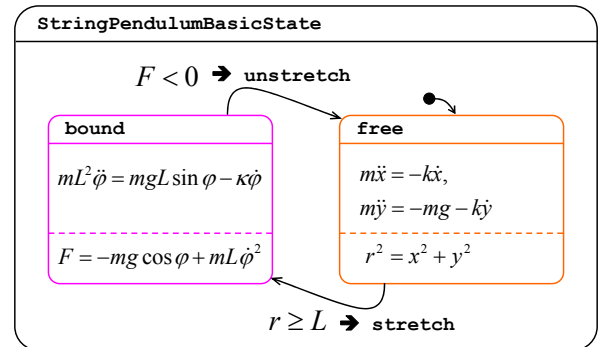 StringPendulumBasicState
F < 0 ➔ unstretch
bound
mL²φ̈ = mgL sin φ − κφ̇
F = −mg cos φ + mLφ̇²
free
mẍ = −kẋ,
mÿ = −mg − kẏ
r² = x² + y²
r ≥ L ➔ stretch